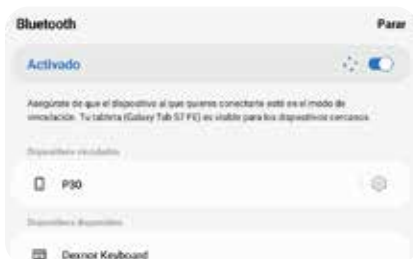 Bluetooth
Parar
Activado
Asegúrate de que el dispositivo al que quieres conectarte esté en el modo de
vinculación. Tu tableta (Galaxy Tab S7 FE) es visible para los dispositivos cercanos.
Dispositivos vinculados
P30
Dispositivos disponibles
Dexnor Keyboard